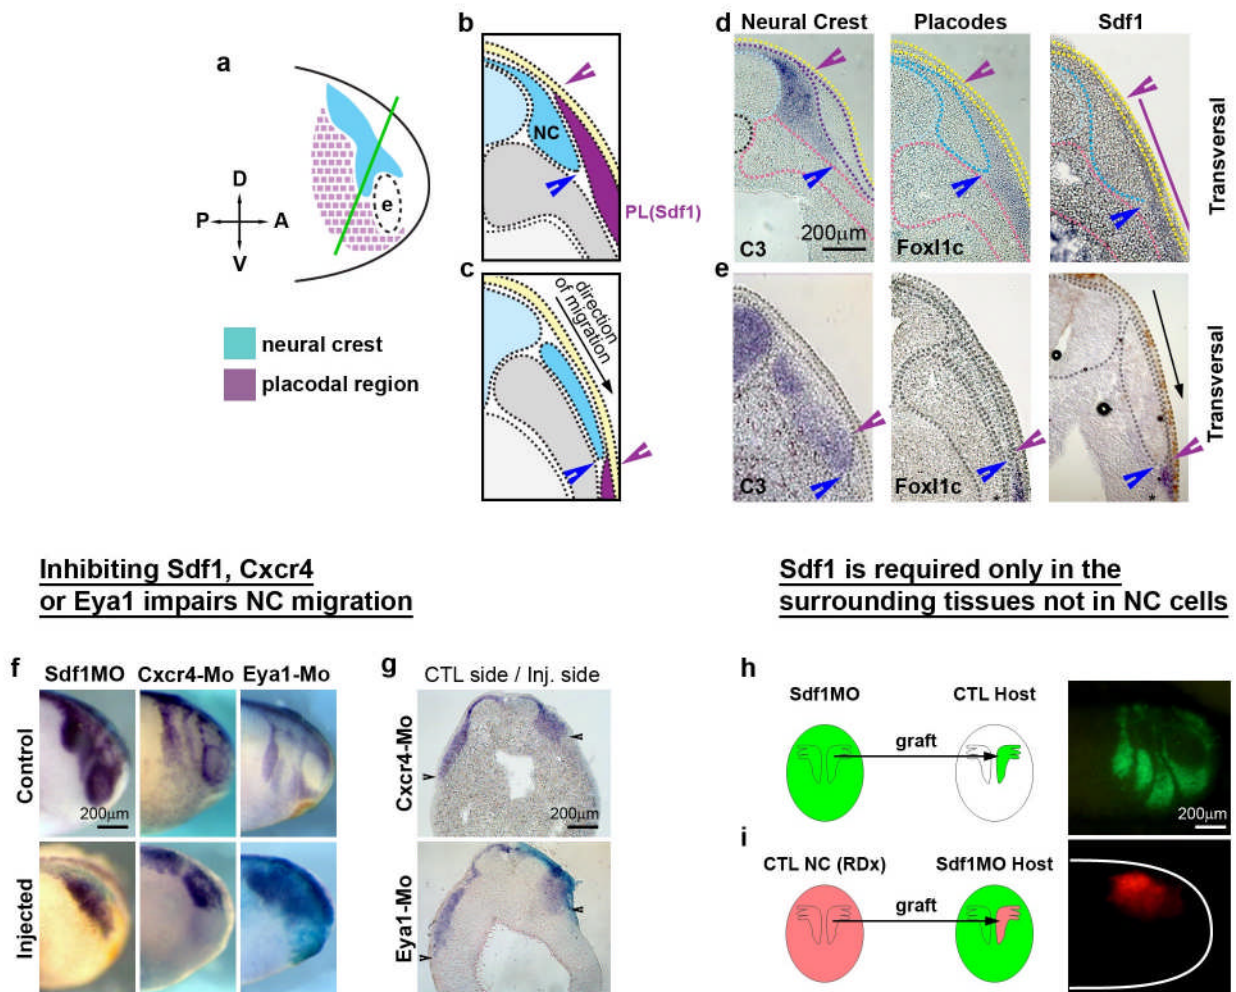 a
D
P
A
V
e
neural crest
placodal region
b
NC
PL(Sdf1)
c
direction
of migration
d
Neural Crest
Placodes
Sdf1
C3
200μm
Foxl1c
Transversal
e
C3
Foxl1c
Transversal
Inhibiting Sdf1, Cxcr4
or Eya1 impairs NC migration
f
Sdf1MO
Cxcr4-Mo
Eya1-Mo
Control
200μm
Injected
g
CTL side / Inj. side
Cxcr4-Mo
200μm
Eya1-Mo
Sdf1 is required only in the
surrounding tissues not in NC cells
h
Sdf1MO
CTL Host
graft
200μm
i
CTL NC (RDx)
Sdf1MO Host
graft